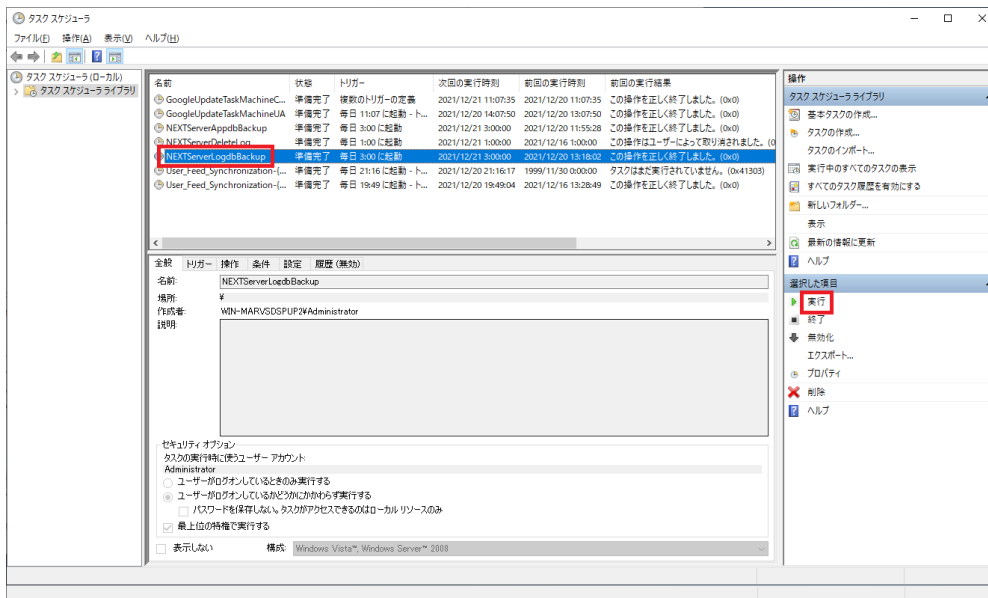 タスク スケジューラ
ファイル(F) 操作(A) 表示(V) ヘルプ(H)
タスク スケジューラ (ローカル)
タスク スケジューラ ライブラリ
名前 状態 トリガー 次回の実行時刻 前回の実行時刻 前回の実行結果
GoogleUpdateTaskMachineC... 準備完了 複数のトリガーの定義 2021/12/21 11:07:35 2021/12/20 11:07:35 この操作を正しく終了しました。 (0x0)
GoogleUpdateTaskMachineUA 準備完了 毎日 11:07 に起動 - ト... 2021/12/20 14:07:50 2021/12/20 13:07:50 この操作を正しく終了しました。 (0x0)
NEXTServerAppdbBackup 準備完了 毎日 3:00 に起動 2021/12/21 3:00:00 2021/12/20 11:55:28 この操作を正しく終了しました。 (0x0)
NEXTServerDeleteLog 準備完了 毎日 1:00 に起動 2021/12/21 1:00:00 2021/12/16 1:00:00 この操作はユーザーによって取り消されました。 (0
NEXTServerLogdbBackup 準備完了 毎日 3:00 に起動 2021/12/21 3:00:00 2021/12/20 13:18:02 この操作を正しく終了しました。 (0x0)
User_Feed_Synchronization-{... 準備完了 毎日 21:16 に起動 - ト... 2021/12/20 21:16:17 1999/11/30 0:00:00 タスクはまだ実行されていません。 (0x41303)
User_Feed_Synchronization-{... 準備完了 毎日 19:49 に起動 - ト... 2021/12/20 19:49:04 2021/12/16 13:28:49 この操作を正しく終了しました。 (0x0)
全般 トリガー 操作 条件 設定 履歴 (無効)
名前: NEXTServerLogdbBackup
場所: ¥
作成者: WIN-MARVSDSPUP2¥Administrator
説明:
セキュリティ オプション
タスクの実行時に使うユーザー アカウント:
Administrator
ユーザーがログオンしているときのみ実行する
ユーザーがログオンしているかどうかにかかわらず実行する
パスワードを保存しない。タスクがアクセスできるのはローカル リソースのみ
最上位の特権で実行する
表示しない 構成: Windows Vista™, Windows Server™ 2008
操作
タスク スケジューラ ライブラリ
基本タスクの作成...
タスクの作成...
タスクのインポート...
実行中のすべてのタスクの表示
すべてのタスク履歴を有効にする
新しいフォルダー...
表示
最新の情報に更新
ヘルプ
選択した項目
実行
終了
無効化
エクスポート...
プロパティ
削除
ヘルプ